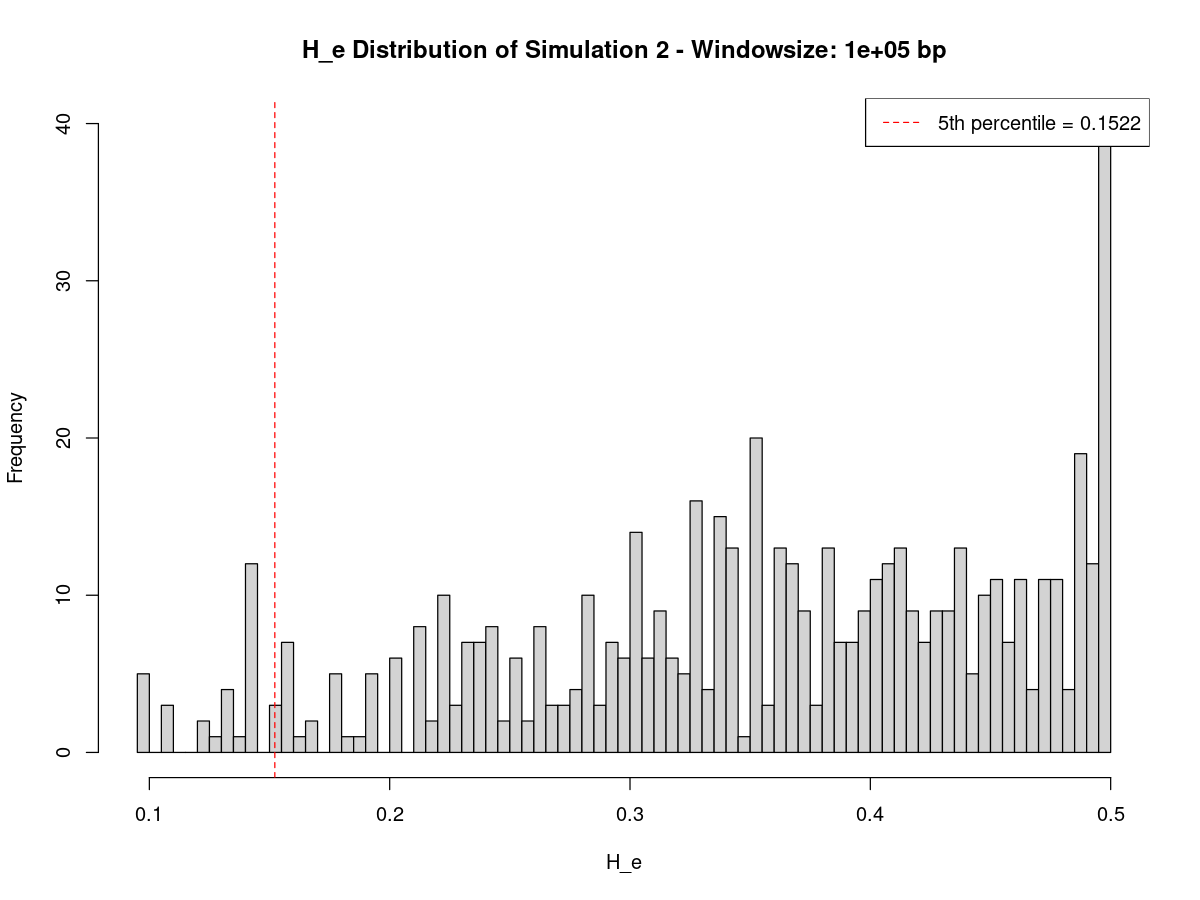 H_e Distribution of Simulation 2 - Windowsize: 1e+05 bp
5th percentile = 0.1522
40
30
20
10
0
Frequency
0.1 0.2 0.3 0.4 0.5
H_e